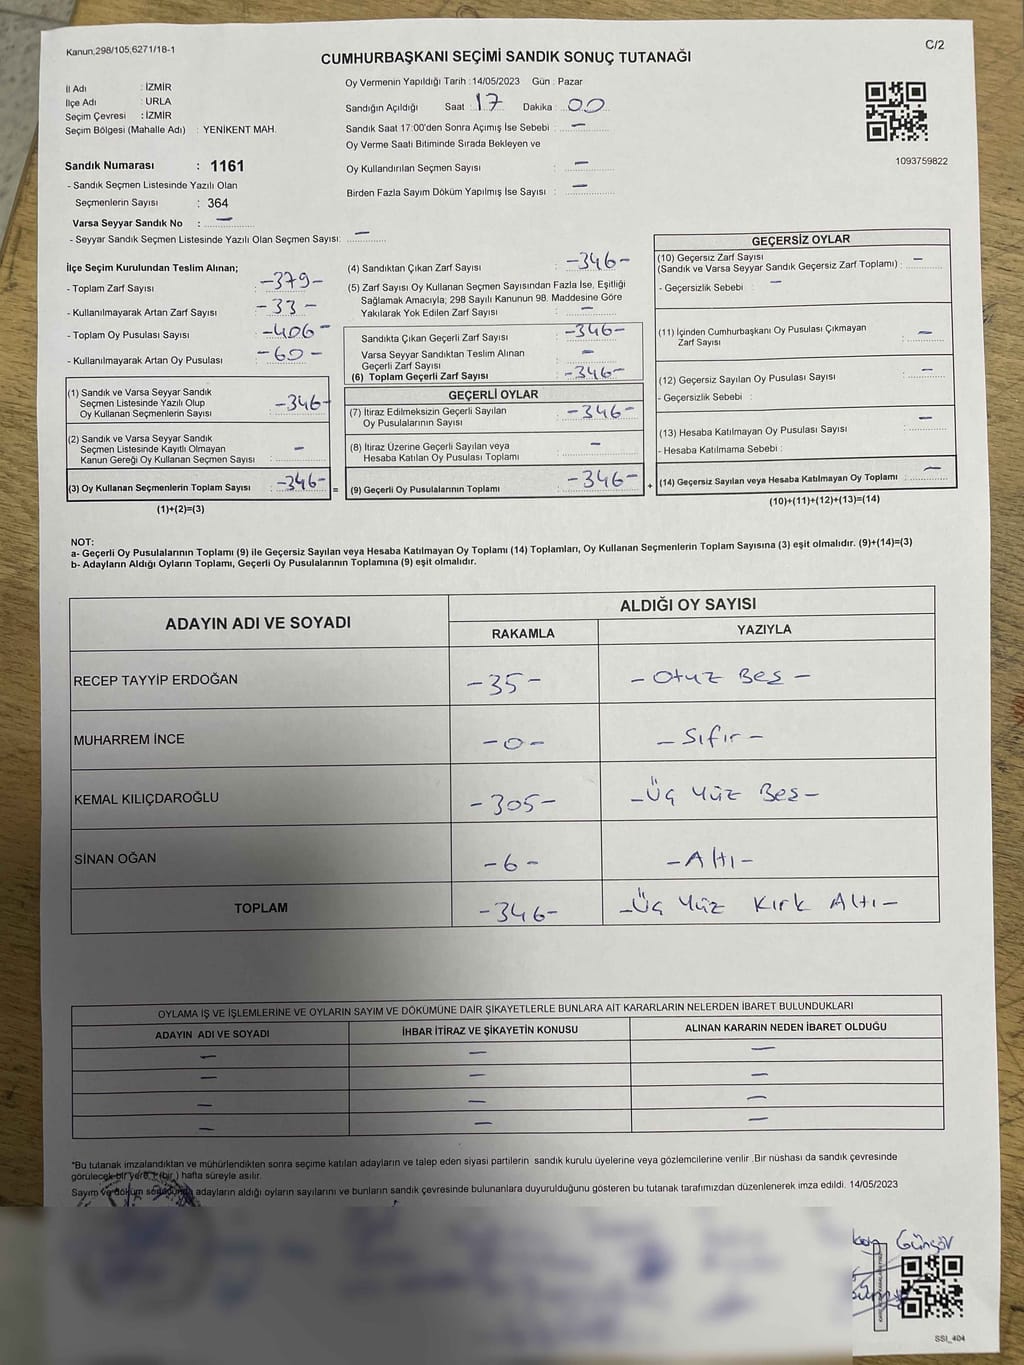 Kanun,298/105,6271/18-1
C/2
CUMHURBAŞKANI SEÇİMİ SANDIK SONUÇ TUTANAĞI
İl Adı : İZMİR
İlçe Adı : URLA
Seçim Çevresi : İZMİR
Seçim Bölgesi (Mahalle Adı) : YENİKENT MAH.
Sandık Numarası : 1161
- Sandık Seçmen Listesinde Yazılı Olan
Seçmenlerin Sayısı : 364
Varsa Seyyar Sandık No : —
- Seyyar Sandık Seçmen Listesinde Yazılı Olan Seçmen Sayısı: —
Oy Vermenin Yapıldığı Tarih : 14/05/2023 Gün : Pazar
Sandığın Açıldığı Saat : 17 Dakika : 00
Sandık Saat 17:00'den Sonra Açımış İse Sebebi : —
Oy Verme Saati Bitiminde Sırada Bekleyen ve
Oy Kullandırılan Seçmen Sayısı : —
Birden Fazla Sayım Döküm Yapılmış İse Sayısı : —
1093759822
İlçe Seçim Kurulundan Teslim Alınan;
- Toplam Zarf Sayısı : -379-
- Kullanılmayarak Artan Zarf Sayısı : -33-
- Toplam Oy Pusulası Sayısı : -406-
- Kullanılmayarak Artan Oy Pusulası : -60-
(1) Sandık ve Varsa Seyyar Sandık
Seçmen Listesinde Yazılı Olup
Oy Kullanan Seçmenlerin Sayısı : -346-
(2) Sandık ve Varsa Seyyar Sandık
Seçmen Listesinde Kayıtlı Olmayan
Kanun Gereği Oy Kullanan Seçmen Sayısı : —
(3) Oy Kullanan Seçmenlerin Toplam Sayısı : -346-
(1)+(2)=(3)
=
(4) Sandıktan Çıkan Zarf Sayısı : -346-
(5) Zarf Sayısı Oy Kullanan Seçmen Sayısından Fazla İse, Eşitliği
Sağlamak Amacıyla; 298 Sayılı Kanunun 98. Maddesine Göre
Yakılarak Yok Edilen Zarf Sayısı : —
Sandıkta Çıkan Geçerli Zarf Sayısı : -346-
Varsa Seyyar Sandıktan Teslim Alınan
Geçerli Zarf Sayısı : —
(6) Toplam Geçerli Zarf Sayısı : -346-
GEÇERLİ OYLAR
(7) İtiraz Edilmeksizin Geçerli Sayılan
Oy Pusulalarının Sayısı : -346-
(8) İtiraz Üzerine Geçerli Sayılan veya
Hesaba Katılan Oy Pusulası Toplamı : —
(9) Geçerli Oy Pusulalarının Toplamı : -346-
+
GEÇERSİZ OYLAR
(10) Geçersiz Zarf Sayısı
(Sandık ve Varsa Seyyar Sandık Geçersiz Zarf Toplamı) : —
- Geçersizlik Sebebi : —
(11) İçinden Cumhurbaşkanı Oy Pusulası Çıkmayan
Zarf Sayısı : —
(12) Geçersiz Sayılan Oy Pusulası Sayısı : —
- Geçersizlik Sebebi :
(13) Hesaba Katılmayan Oy Pusulası Sayısı : —
- Hesaba Katılmama Sebebi :
(14) Geçersiz Sayılan veya Hesaba Katılmayan Oy Toplamı : —
(10)+(11)+(12)+(13)=(14)
NOT:
a- Geçerli Oy Pusulalarının Toplamı (9) ile Geçersiz Sayılan veya Hesaba Katılmayan Oy Toplamı (14) Toplamları, Oy Kullanan Seçmenlerin Toplam Sayısına (3) eşit olmalıdır. (9)+(14)=(3)
b- Adayların Aldığı Oyların Toplamı, Geçerli Oy Pusulalarının Toplamına (9) eşit olmalıdır.
ADAYIN ADI VE SOYADI
ALDIĞI OY SAYISI
RAKAMLA YAZIYLA
RECEP TAYYİP ERDOĞAN -35- -Otuz Beş-
MUHARREM İNCE -0- -Sıfır-
KEMAL KILIÇDAROĞLU -305- -Üç Yüz Beş-
SİNAN OĞAN -6- -Altı-
TOPLAM -346- -Üç Yüz Kırk Altı-
OYLAMA İŞ VE İŞLEMLERİNE VE OYLARIN SAYIM VE DÖKÜMÜNE DAİR ŞİKAYETLERLE BUNLARA AİT KARARLARIN NELERDEN İBARET BULUNDUKLARI
ADAYIN ADI VE SOYADI İHBAR İTİRAZ VE ŞİKAYETİN KONUSU ALINAN KARARIN NEDEN İBARET OLDUĞU
— — —
— — —
— — —
— — —
*Bu tutanak imzalandıktan ve mühürlendikten sonra seçime katılan adayların ve talep eden siyasi partilerin sandık kurulu üyelerine veya gözlemcilerine verilir .Bir nüshası da sandık çevresinde
görülecek bir yere 1 (bir ) hafta süreyle asılır.
Sayım ve döküm sonucunda adayların aldığı oyların sayılarını ve bunların sandık çevresinde bulunanlara duyurulduğunu gösteren bu tutanak tarafımızdan düzenlenerek imza edildi. 14/05/2023
Güngör
SSI_404